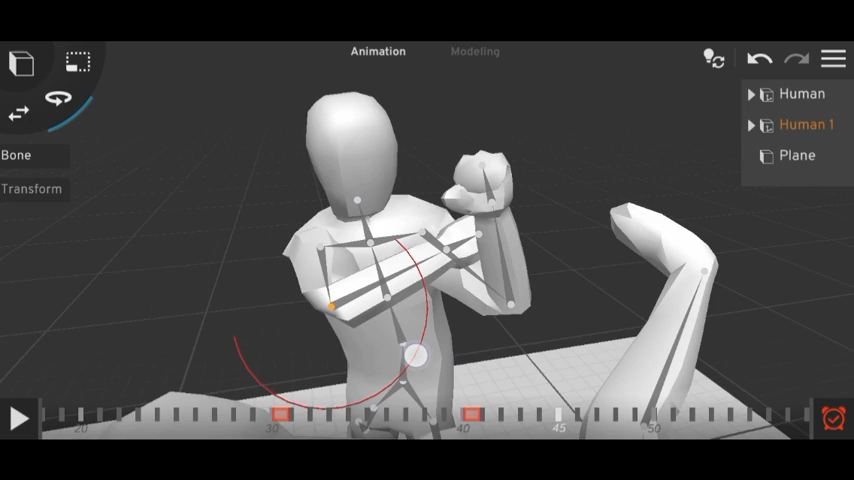 Animation
Modeling
Human
Human 1
Plane
Bone
Transform
20
30
40
45
50